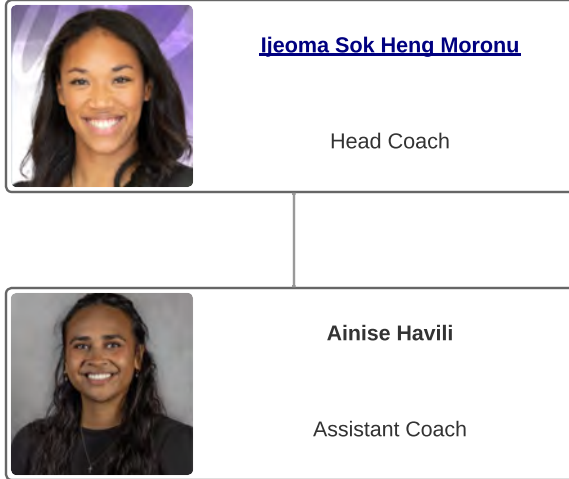 Ijeoma Sok Heng Moronu
Head Coach
Ainise Havili
Assistant Coach